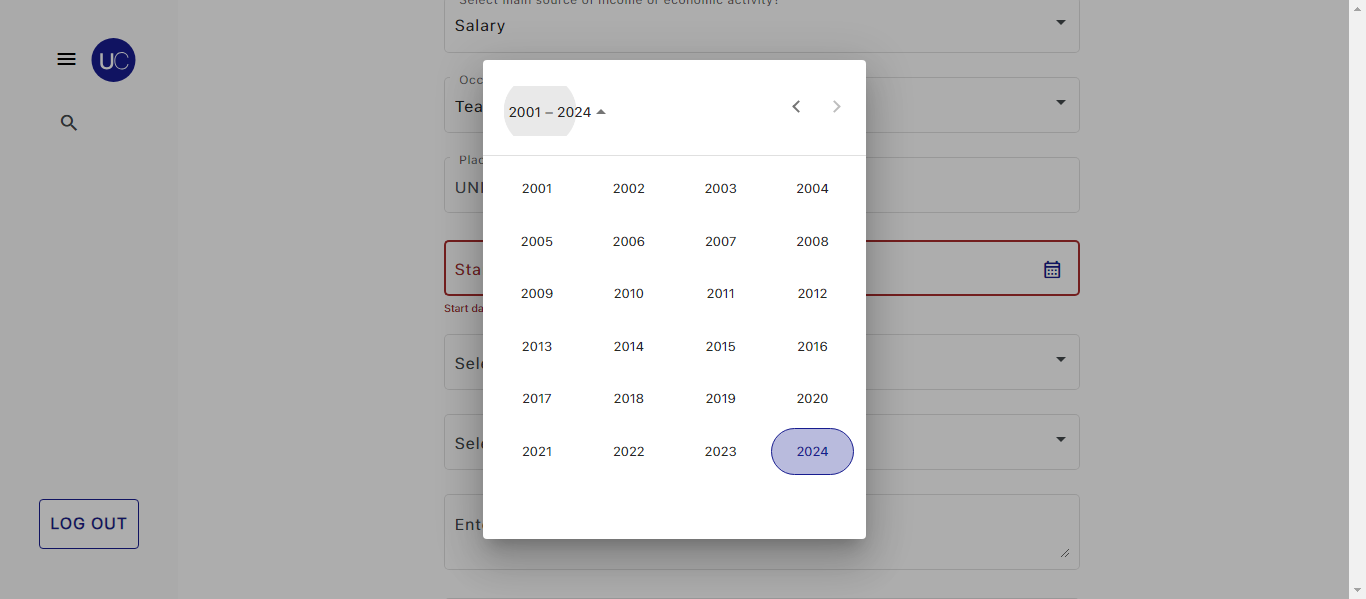 Select main source of income or economic activity?
Salary
UC
Occ
Tea
2001 – 2024
Plac
UNI
2001 2002 2003 2004
2005 2006 2007 2008
Sta
2009 2010 2011 2012
Start da
2013 2014 2015 2016
Sele
2017 2018 2019 2020
Sele
2021 2022 2023 2024
Ente
LOG OUT